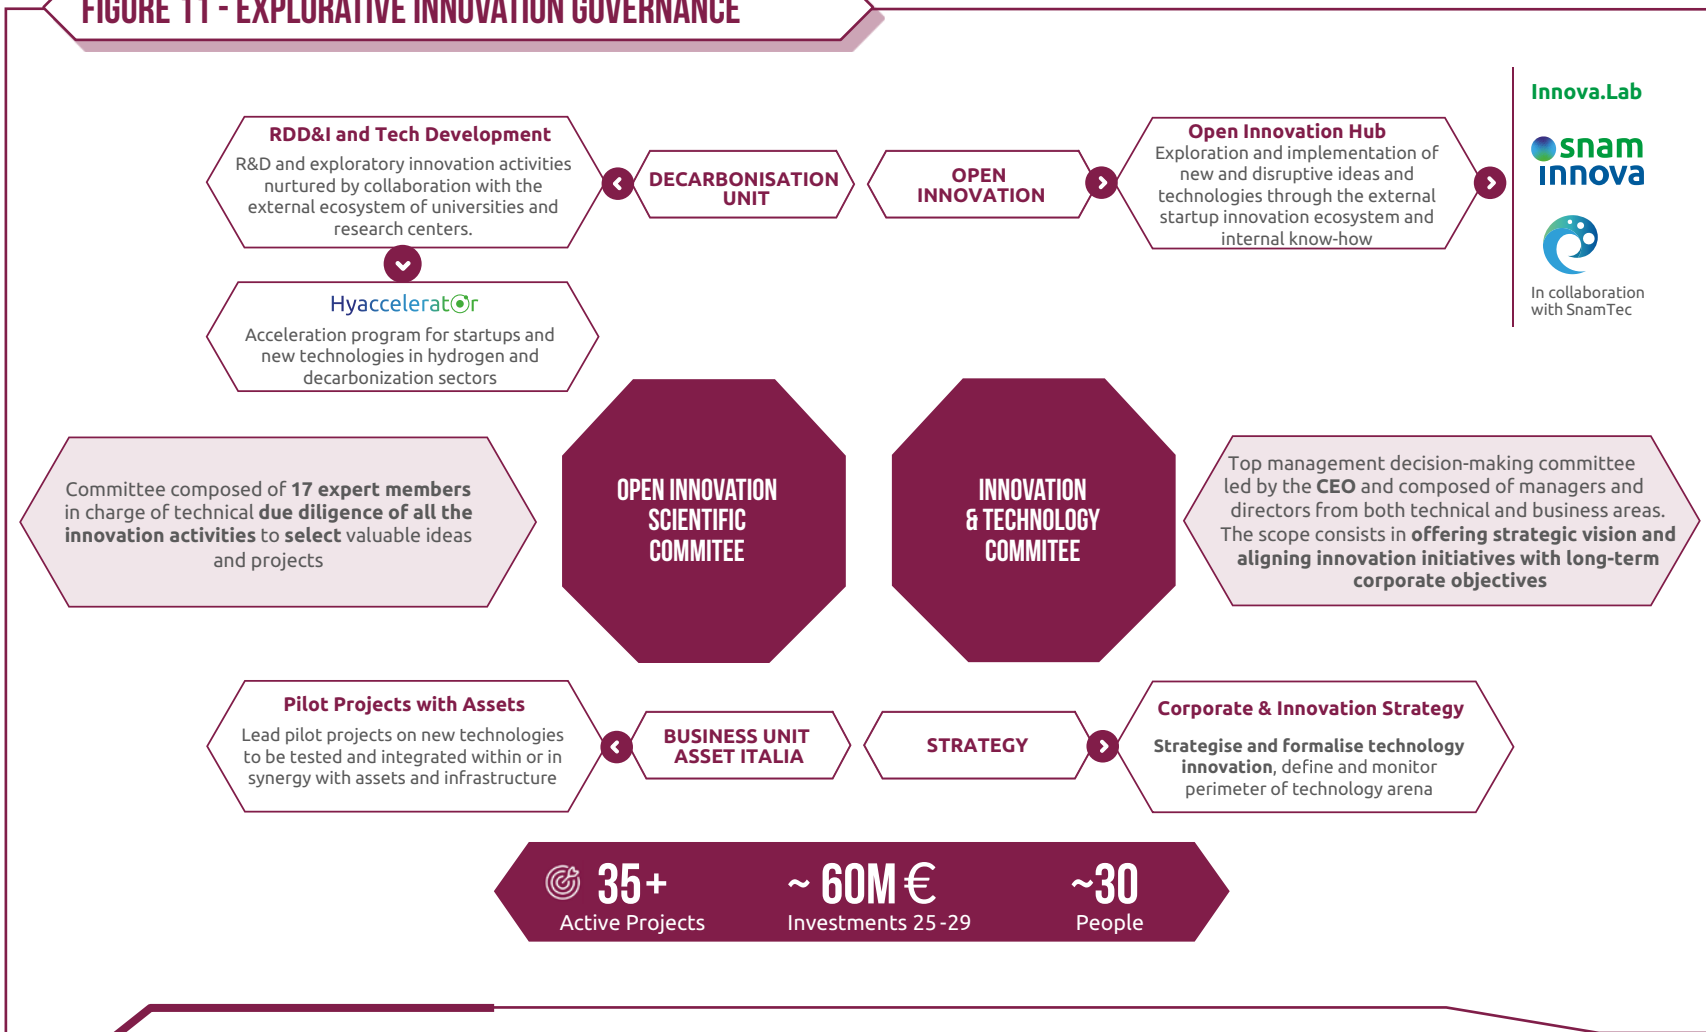 FIGURE 11 - EXPLORATIVE INNOVATION GOVERNANCE
RDD&I and Tech Development
R&D and exploratory innovation activities
nurtured by collaboration with the
external ecosystem of universities and
research centers.
DECARBONISATION
UNIT
OPEN
INNOVATION
Open Innovation Hub
Exploration and implementation of
new and disruptive ideas and
technologies through the external
startup innovation ecosystem and
internal know-how
Innova.Lab
snam
innova
In collaboration
with SnamTec
Hyaccelerator
Acceleration program for startups and
new technologies in hydrogen and
decarbonization sectors
Committee composed of 17 expert members
in charge of technical due diligence of all the
innovation activities to select valuable ideas
and projects
OPEN INNOVATION
SCIENTIFIC
COMMITEE
INNOVATION
& TECHNOLOGY
COMMITEE
Top management decision-making committee
led by the CEO and composed of managers and
directors from both technical and business areas.
The scope consists in offering strategic vision and
aligning innovation initiatives with long-term
corporate objectives
Pilot Projects with Assets
Lead pilot projects on new technologies
to be tested and integrated within or in
synergy with assets and infrastructure
BUSINESS UNIT
ASSET ITALIA
STRATEGY
Corporate & Innovation Strategy
Strategise and formalise technology
innovation, define and monitor
perimeter of technology arena
35+
Active Projects
~ 60M €
Investments 25-29
~30
People